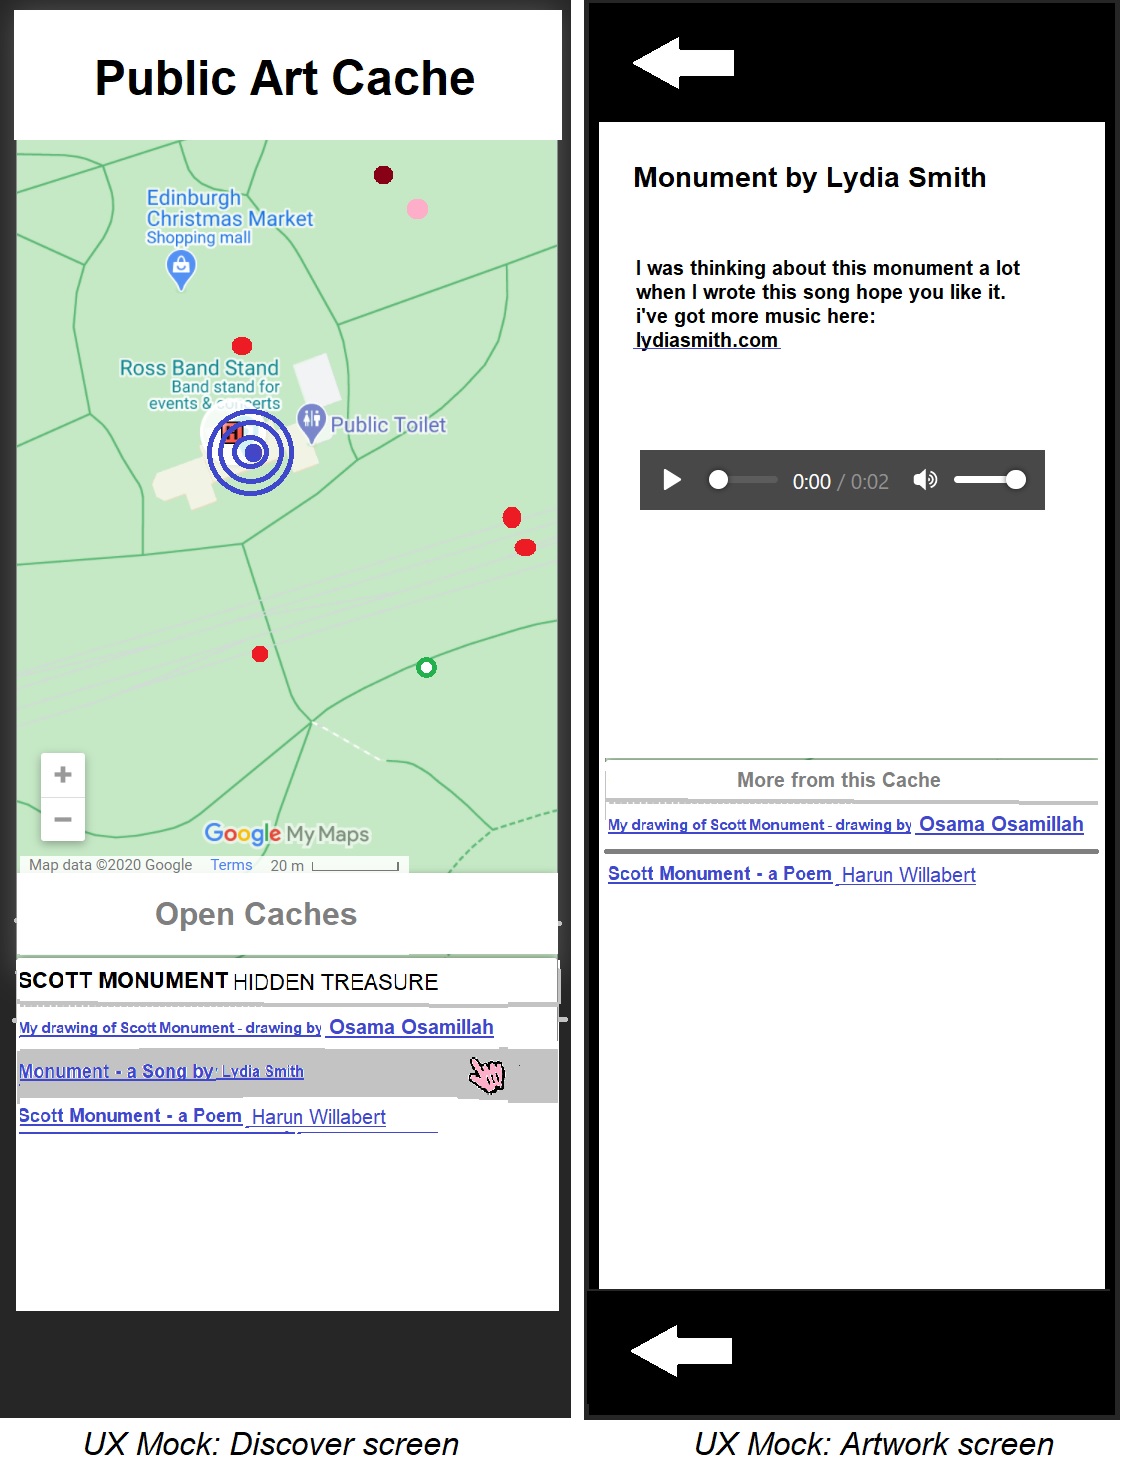 Public Art Cache
Edinburgh
Christmas Market
Shopping mall
Ross Band Stand
Band stand for
events & concerts
Public Toilet
+
−
Google My Maps
Map data ©2020 Google Terms 20 m
Open Caches
SCOTT MONUMENT HIDDEN TREASURE
My drawing of Scott Monument - drawing by Osama Osamillah
Monument - a Song by: Lydia Smith
Scott Monument - a Poem Harun Willabert
UX Mock: Discover screen
Monument by Lydia Smith
I was thinking about this monument a lot
when I wrote this song hope you like it.
i've got more music here:
lydiasmith.com
0:00 / 0:02
More from this Cache
My drawing of Scott Monument - drawing by Osama Osamillah
Scott Monument - a Poem Harun Willabert
UX Mock: Artwork screen